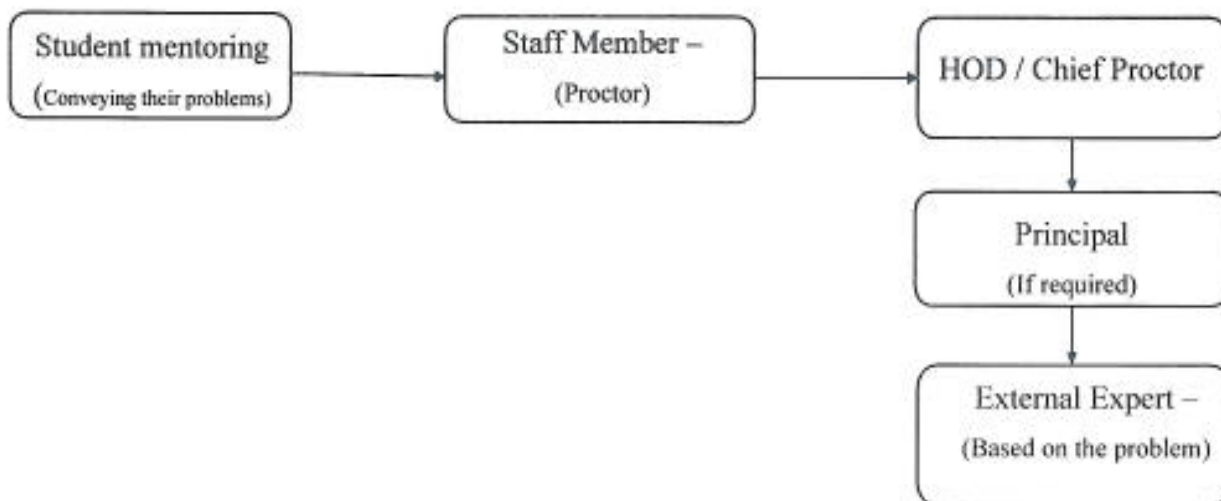 Student mentoring
(Conveying their problems)
Staff Member –
(Proctor)
HOD / Chief Proctor
Principal
(If required)
External Expert –
(Based on the problem)